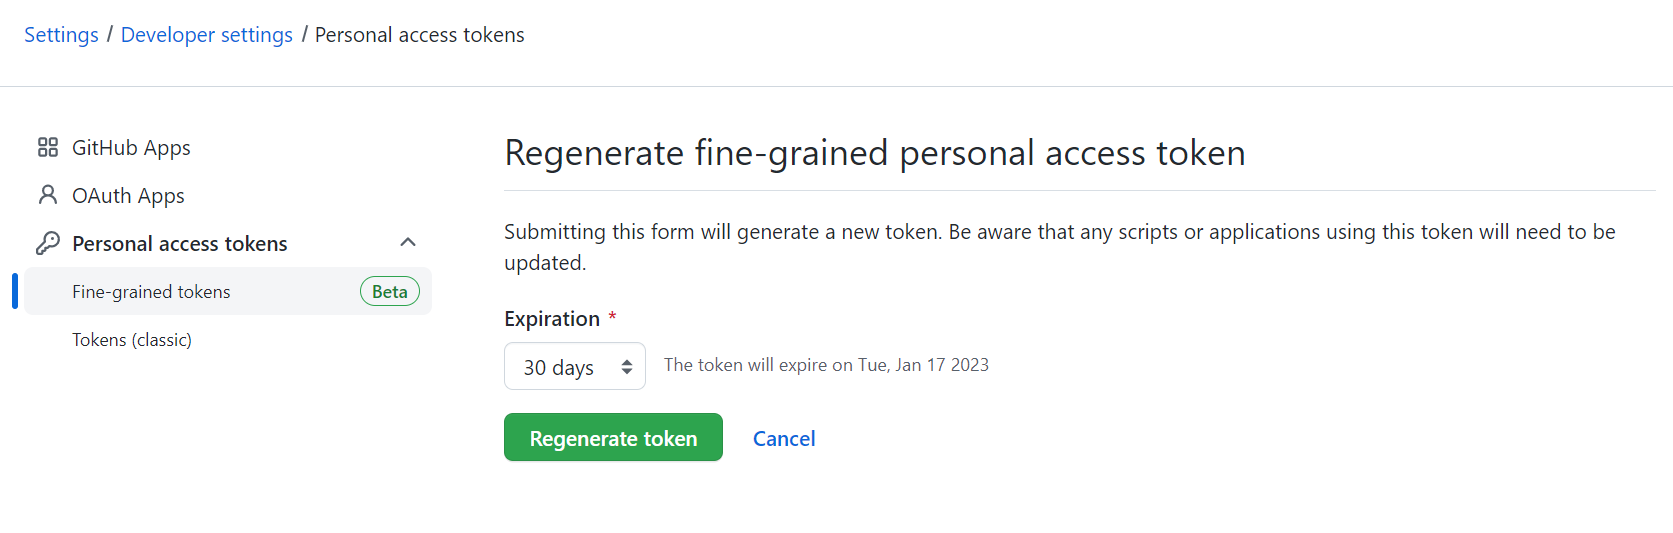 Settings / Developer settings / Personal access tokens
GitHub Apps
OAuth Apps
Personal access tokens
Fine-grained tokens Beta
Tokens (classic)
Regenerate fine-grained personal access token
Submitting this form will generate a new token. Be aware that any scripts or applications using this token will need to be
updated.
Expiration *
30 days The token will expire on Tue, Jan 17 2023
Regenerate token Cancel